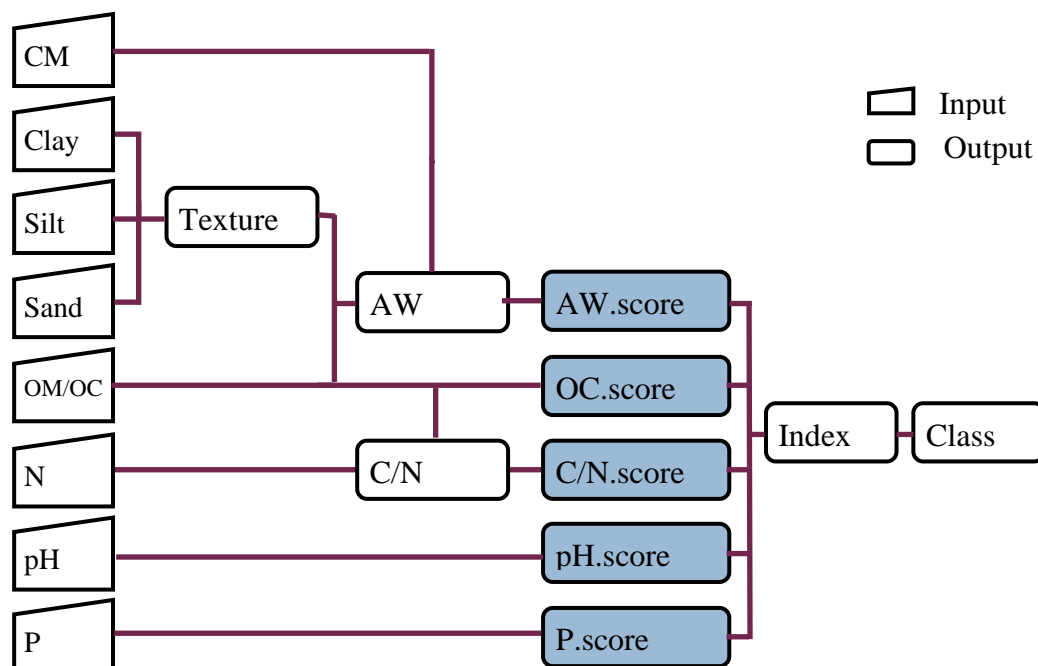 CM
Clay
Silt
Sand
OM/OC
N
pH
P
Texture
AW
C/N
AW.score
OC.score
C/N.score
pH.score
P.score
Index
Class
Input
Output